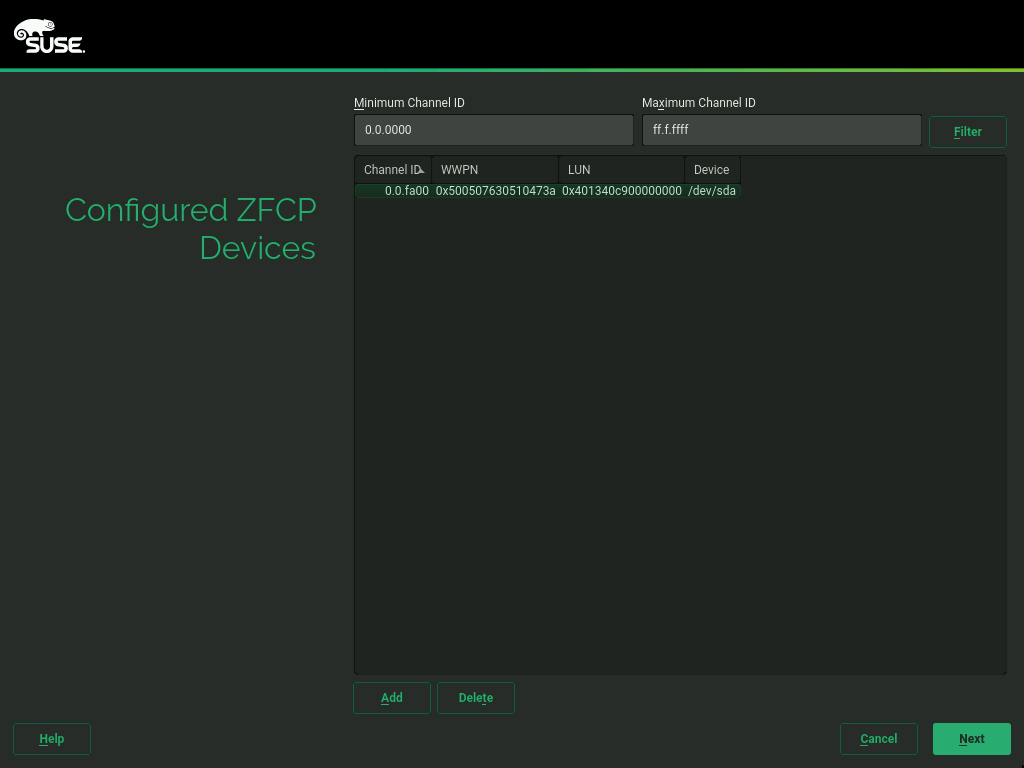 SUSE.
Minimum Channel ID Maximum Channel ID
0.0.0000 ff.f.ffff Filter
Channel ID WWPN LUN Device
0.0.fa00 0x500507630510473a 0x401340c900000000 /dev/sda
Configured ZFCP
Devices
Add Delete
Help Cancel Next